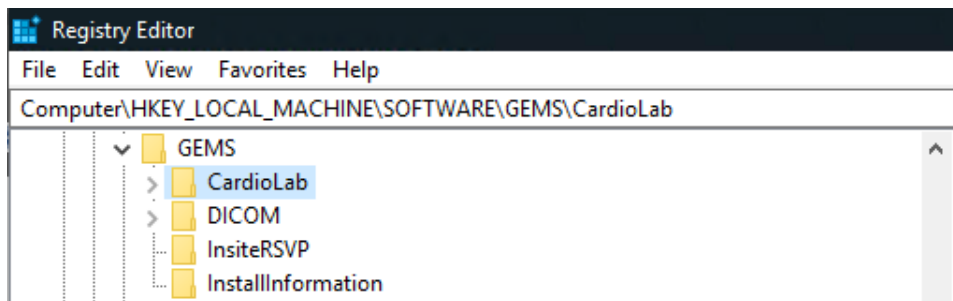 Registry Editor
File Edit View Favorites Help
Computer\HKEY_LOCAL_MACHINE\SOFTWARE\GEMS\CardioLab
GEMS
CardioLab
DICOM
InsiteRSVP
InstallInformation